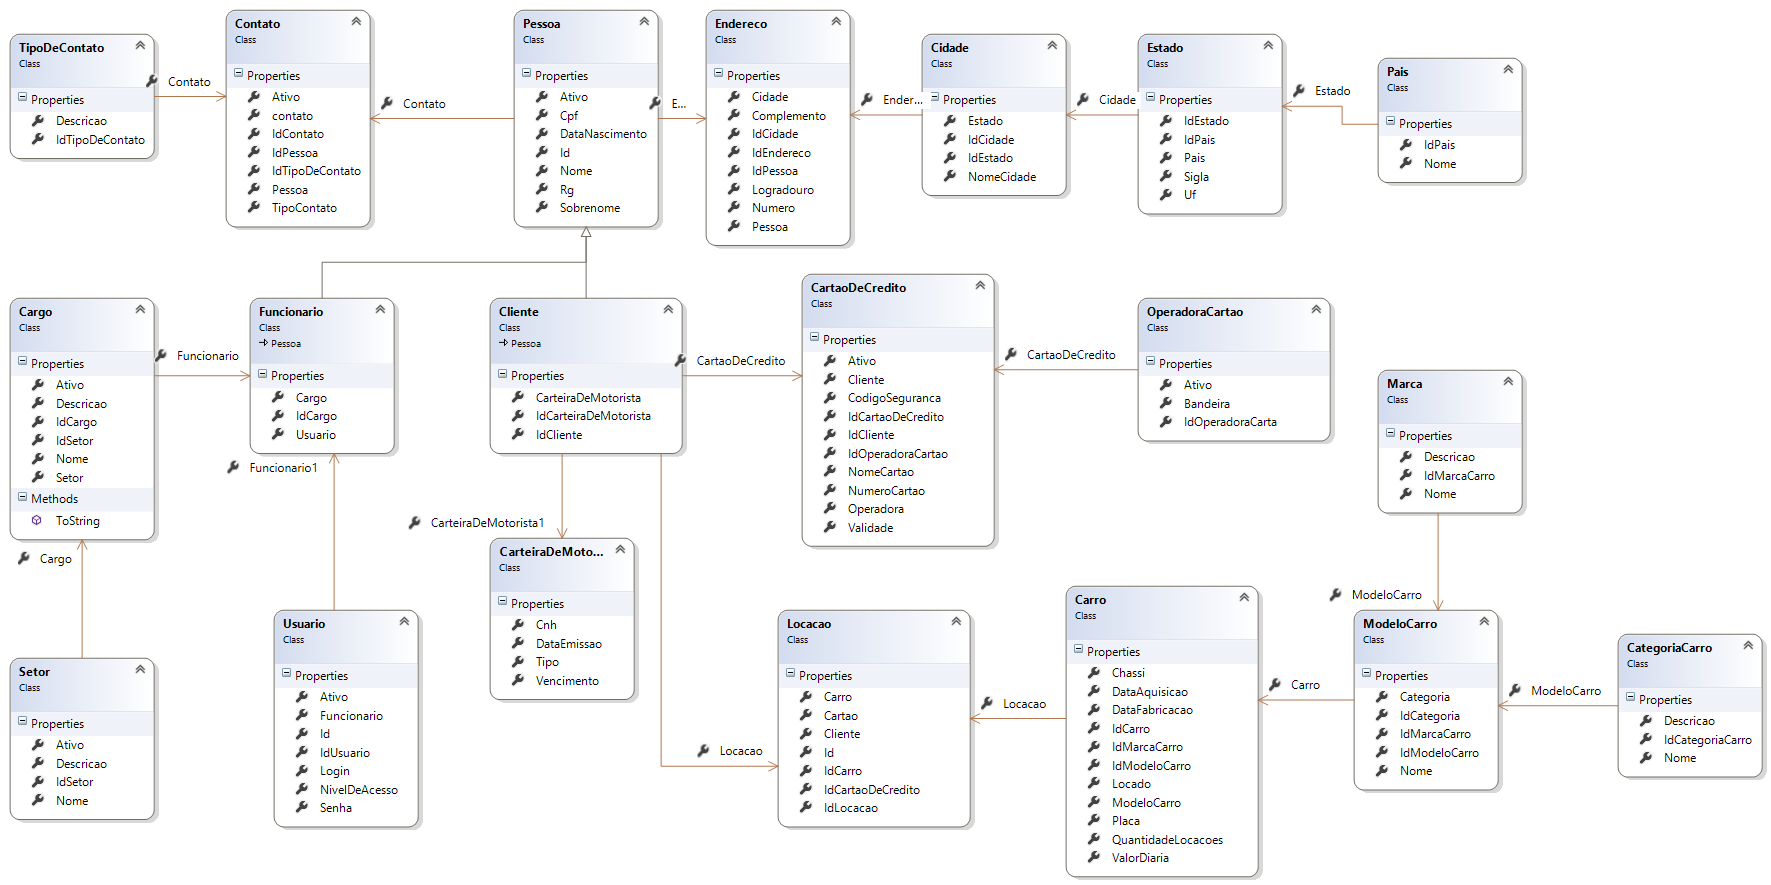 TipoDeContato
Class
Properties
Descricao
IdTipoDeContato
Contato
Contato
Class
Properties
Ativo
contato
IdContato
IdPessoa
IdTipoDeContato
Pessoa
TipoContato
Contato
Pessoa
Class
Properties
Ativo
Cpf
DataNascimento
Id
Nome
Rg
Sobrenome
E...
Endereco
Class
Properties
Cidade
Complemento
IdCidade
IdEndereco
IdPessoa
Logradouro
Numero
Pessoa
Ender...
Cidade
Class
Properties
Estado
IdCidade
IdEstado
NomeCidade
Cidade
Estado
Class
Properties
IdEstado
IdPais
Pais
Sigla
Uf
Estado
Pais
Class
Properties
IdPais
Nome
Cargo
Class
Properties
Ativo
Descricao
IdCargo
IdSetor
Nome
Setor
Methods
ToString
Funcionario
Funcionario
Class
Pessoa
Properties
Cargo
IdCargo
Usuario
Funcionario1
Cliente
Class
Pessoa
Properties
CarteiraDeMotorista
IdCarteiraDeMotorista
IdCliente
CartaoDeCredito
CartaoDeCredito
Class
Properties
Ativo
Cliente
CodigoSeguranca
IdCartaoDeCredito
IdCliente
IdOperadoraCartao
NomeCartao
NumeroCartao
Operadora
Validade
CartaoDeCredito
OperadoraCartao
Class
Properties
Ativo
Bandeira
IdOperadoraCarta
Marca
Class
Properties
Descricao
IdMarcaCarro
Nome
Cargo
Setor
Class
Properties
Ativo
Descricao
IdSetor
Nome
Usuario
Class
Properties
Ativo
Funcionario
Id
IdUsuario
Login
NivelDeAcesso
Senha
CarteiraDeMotorista1
CarteiraDeMoto...
Class
Properties
Cnh
DataEmissao
Tipo
Vencimento
Locacao
Locacao
Class
Properties
Carro
Cartao
Cliente
Id
IdCarro
IdCartaoDeCredito
IdLocacao
Locacao
Carro
Class
Properties
Chassi
DataAquisicao
DataFabricacao
IdCarro
IdMarcaCarro
IdModeloCarro
Locado
ModeloCarro
Placa
QuantidadeLocacoes
ValorDiaria
Carro
ModeloCarro
ModeloCarro
Class
Properties
Categoria
IdCategoria
IdMarcaCarro
IdModeloCarro
Nome
ModeloCarro
CategoriaCarro
Class
Properties
Descricao
IdCategoriaCarro
Nome